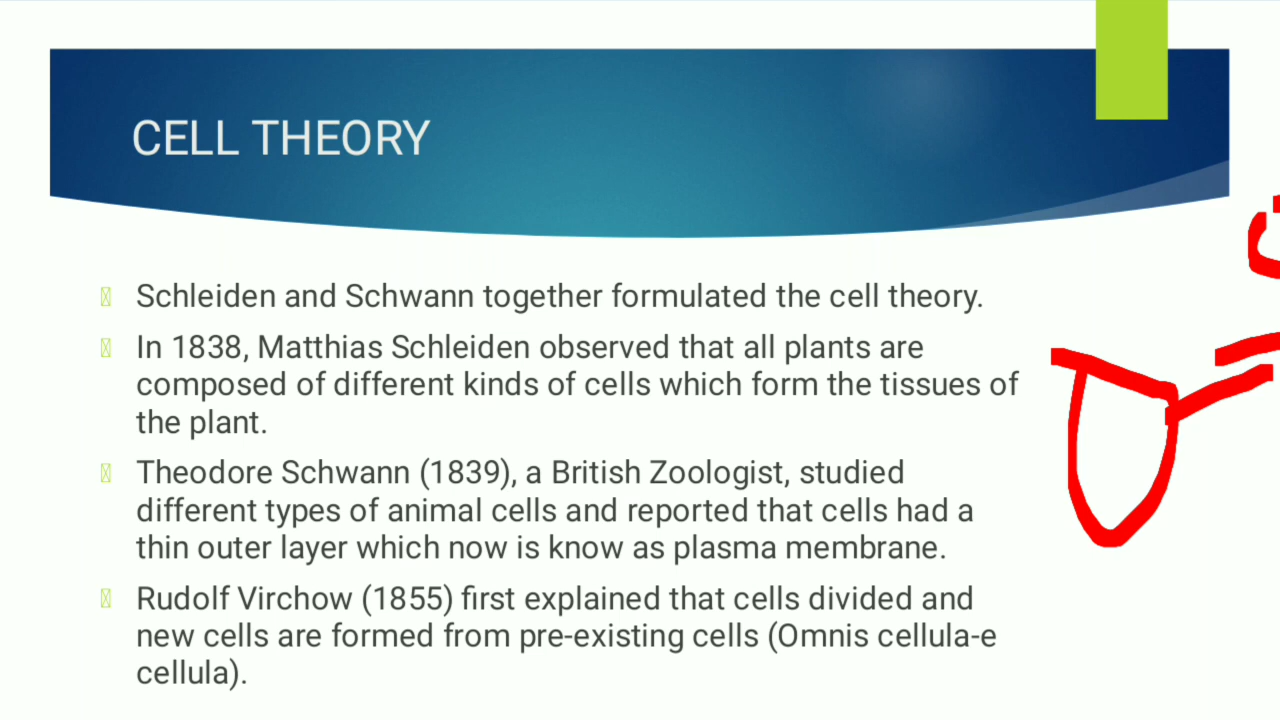 CELL THEORY
Schleiden and Schwann together formulated the cell theory.
In 1838, Matthias Schleiden observed that all plants are
composed of different kinds of cells which form the tissues of
the plant.
Theodore Schwann (1839), a British Zoologist, studied
different types of animal cells and reported that cells had a
thin outer layer which now is know as plasma membrane.
Rudolf Virchow (1855) first explained that cells divided and
new cells are formed from pre-existing cells (Omnis cellula-e
cellula).